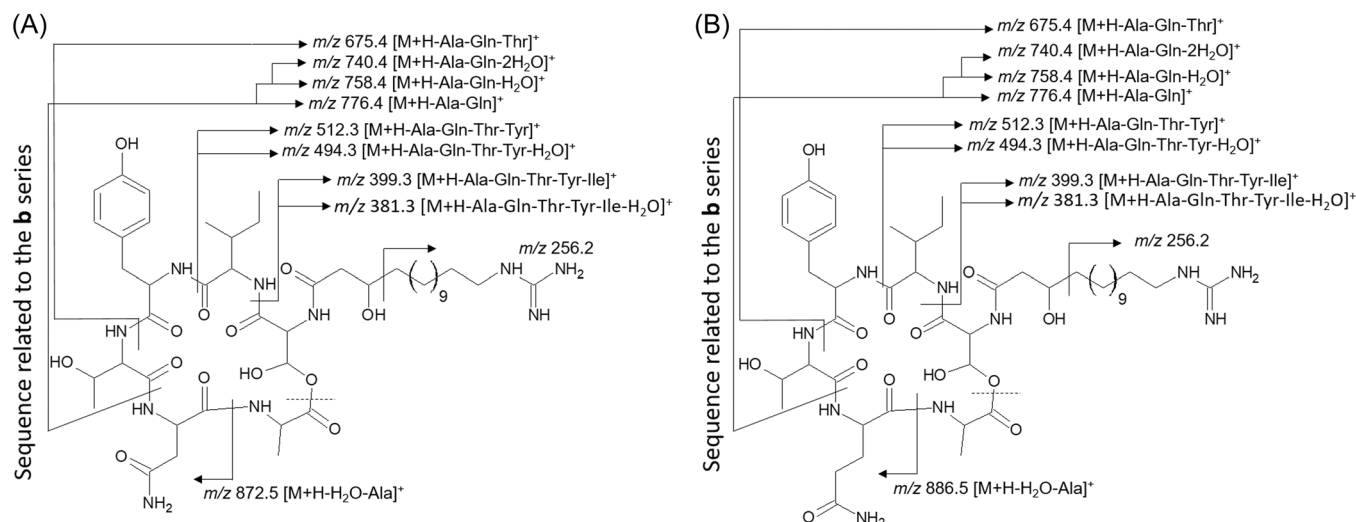 (A)
Sequence related to the b series
m/z 675.4 [M+H-Ala-Gln-Thr]+
m/z 740.4 [M+H-Ala-Gln-2H2O]+
m/z 758.4 [M+H-Ala-Gln-H2O]+
m/z 776.4 [M+H-Ala-Gln]+
m/z 512.3 [M+H-Ala-Gln-Thr-Tyr]+
m/z 494.3 [M+H-Ala-Gln-Thr-Tyr-H2O]+
m/z 399.3 [M+H-Ala-Gln-Thr-Tyr-Ile]+
m/z 381.3 [M+H-Ala-Gln-Thr-Tyr-Ile-H2O]+
m/z 256.2
OH
NH
O
NH
O
O
NH
O
OH
9
NH
NH2
NH
HN
O
HO
O
O
NH
NH
HO
O
O
O
NH2
m/z 872.5 [M+H-H2O-Ala]+
(B)
Sequence related to the b series
m/z 675.4 [M+H-Ala-Gln-Thr]+
m/z 740.4 [M+H-Ala-Gln-2H2O]+
m/z 758.4 [M+H-Ala-Gln-H2O]+
m/z 776.4 [M+H-Ala-Gln]+
m/z 512.3 [M+H-Ala-Gln-Thr-Tyr]+
m/z 494.3 [M+H-Ala-Gln-Thr-Tyr-H2O]+
m/z 399.3 [M+H-Ala-Gln-Thr-Tyr-Ile]+
m/z 381.3 [M+H-Ala-Gln-Thr-Tyr-Ile-H2O]+
m/z 256.2
OH
NH
O
NH
O
O
NH
O
OH
9
NH
NH2
NH
HN
O
HO
O
O
NH
NH
HO
O
O
O
NH2
m/z 886.5 [M+H-H2O-Ala]+